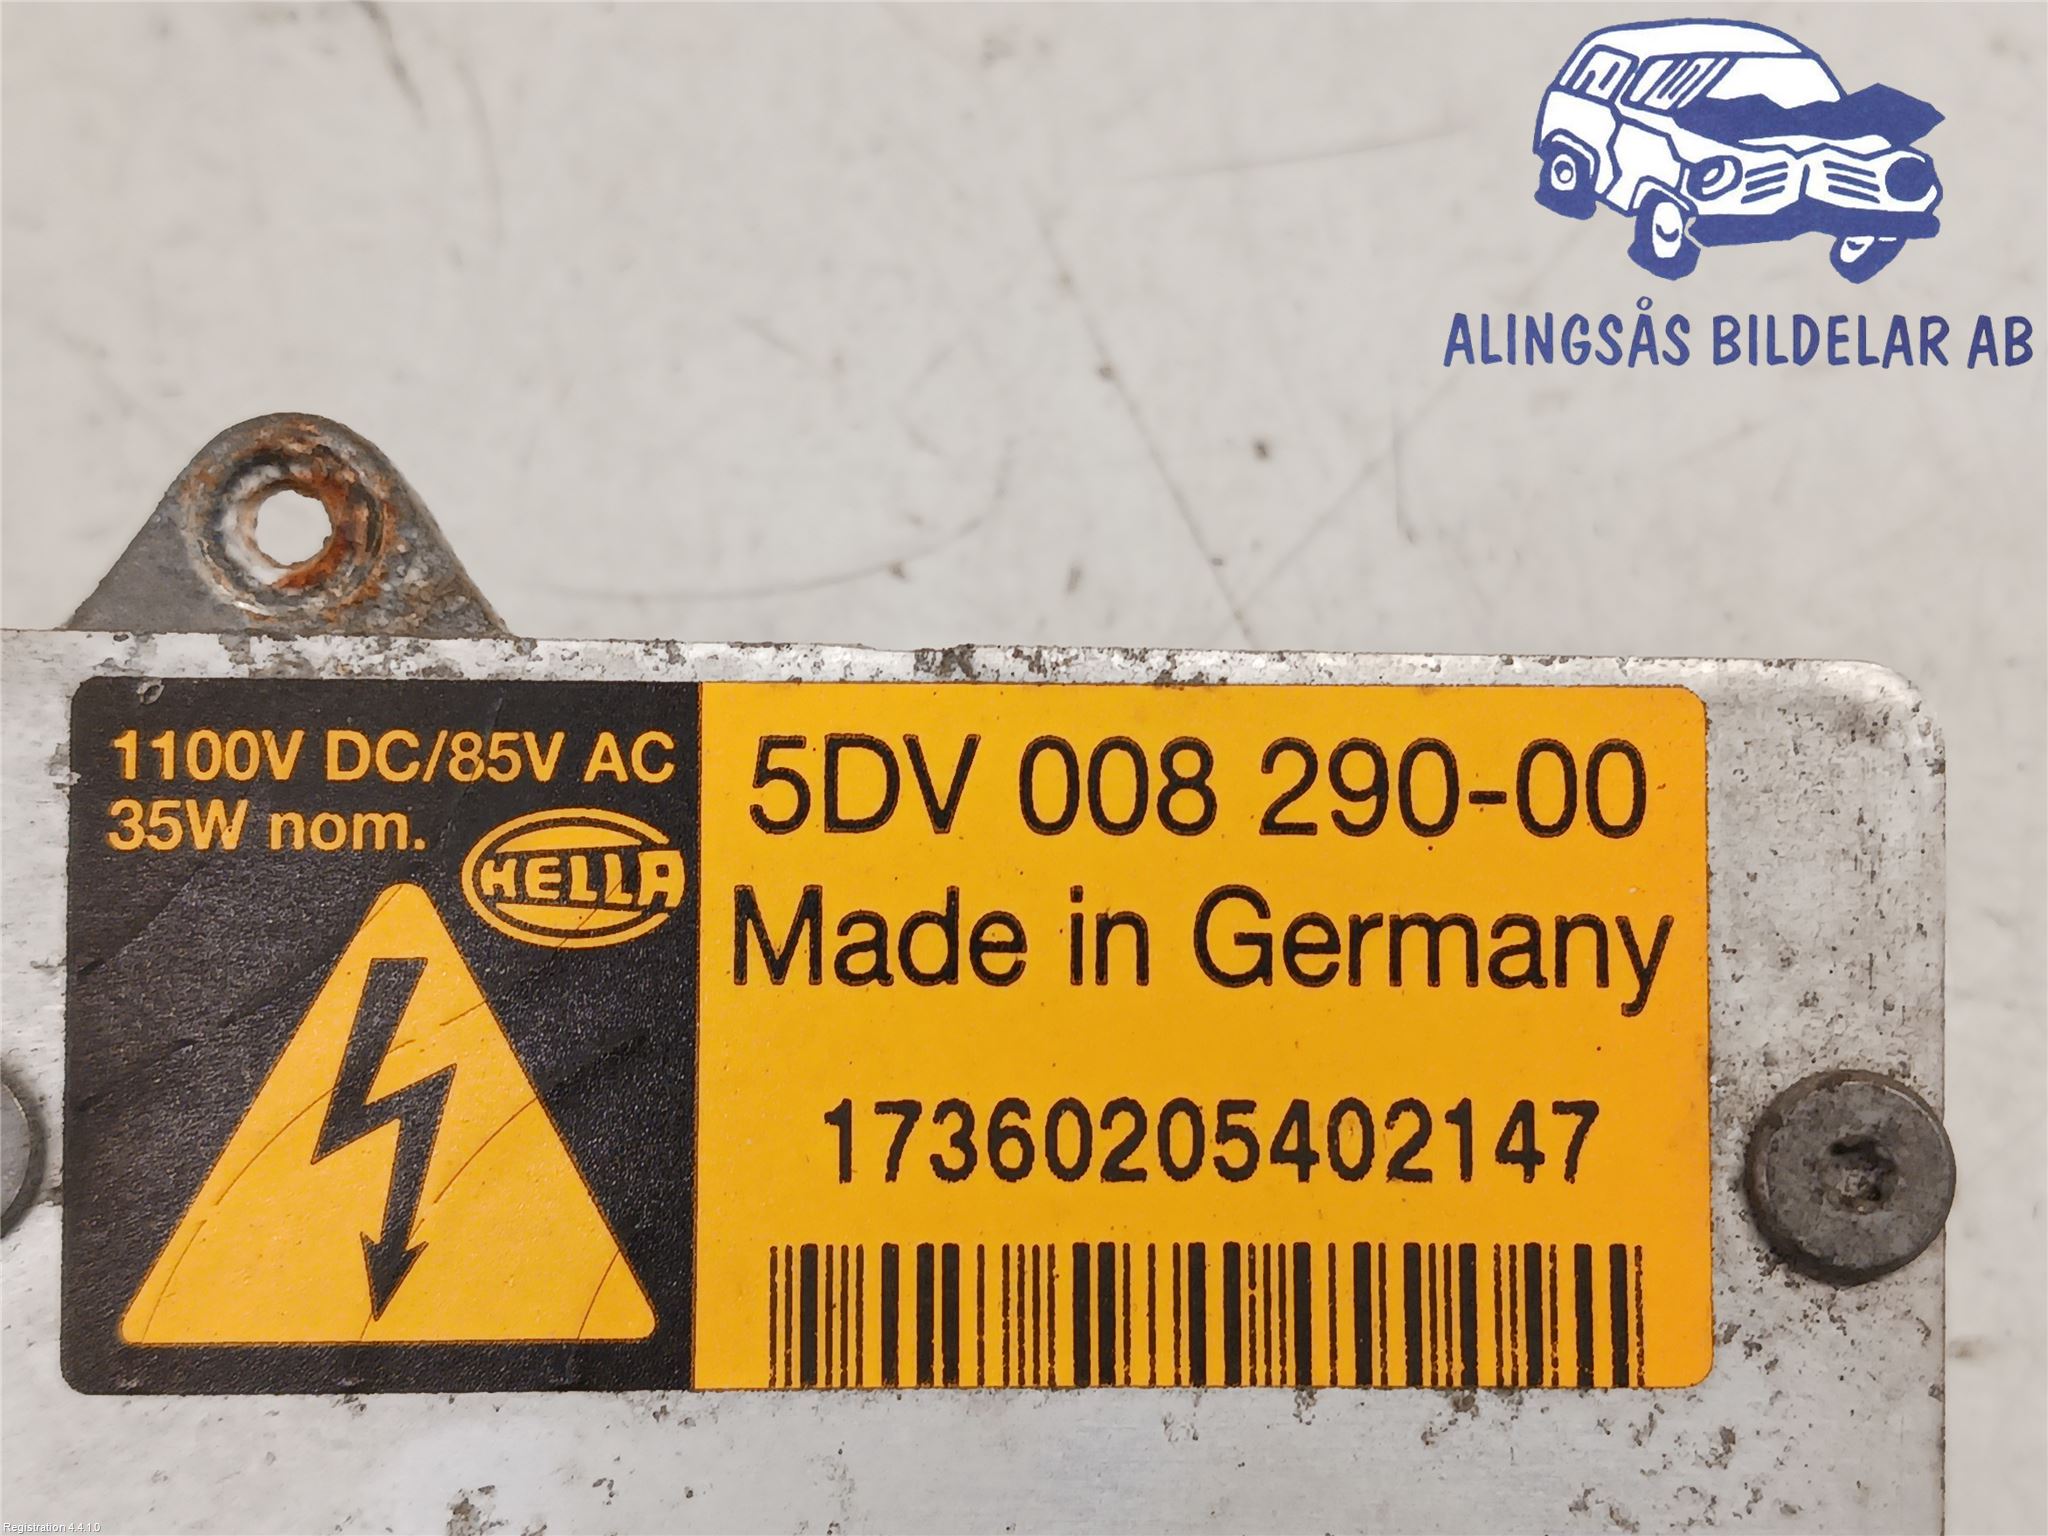 ALINGSÅS BILDELAR AB
1100V DC/85V AC
35W nom.
HELLA
5DV 008 290-00
Made in Germany
17360205402147
Registration 4.4.1.0